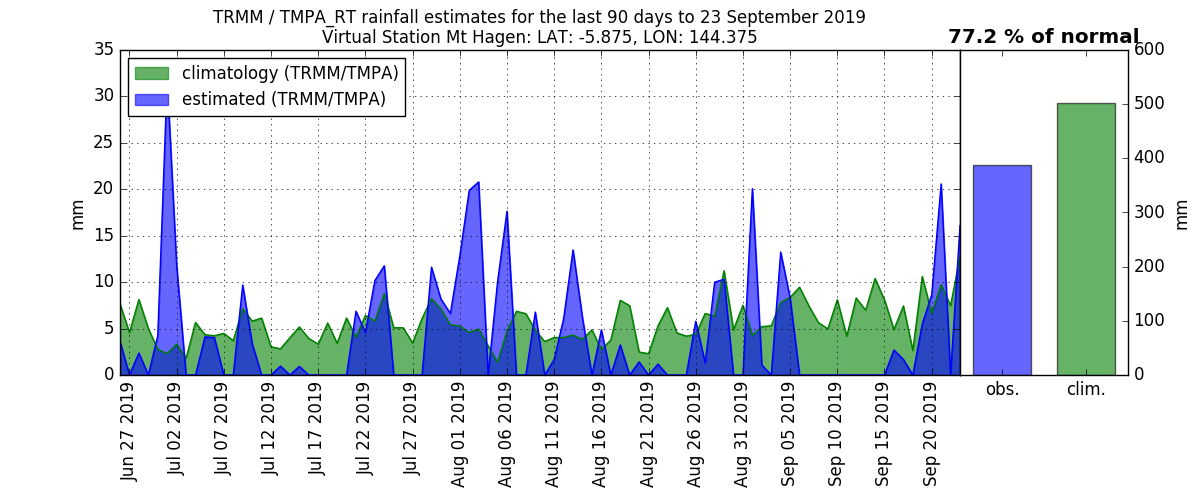 TRMM / TMPA_RT rainfall estimates for the last 90 days to 23 September 2019
Virtual Station Mt Hagen: LAT: -5.875, LON: 144.375
77.2 % of normal
climatology (TRMM/TMPA)
estimated (TRMM/TMPA)
mm
35
30
25
20
15
10
5
0
Jun 27 2019
Jul 02 2019
Jul 07 2019
Jul 12 2019
Jul 17 2019
Jul 22 2019
Jul 27 2019
Aug 01 2019
Aug 06 2019
Aug 11 2019
Aug 16 2019
Aug 21 2019
Aug 26 2019
Aug 31 2019
Sep 05 2019
Sep 10 2019
Sep 15 2019
Sep 20 2019
obs.
clim.
600
500
400
300
200
100
0
mm